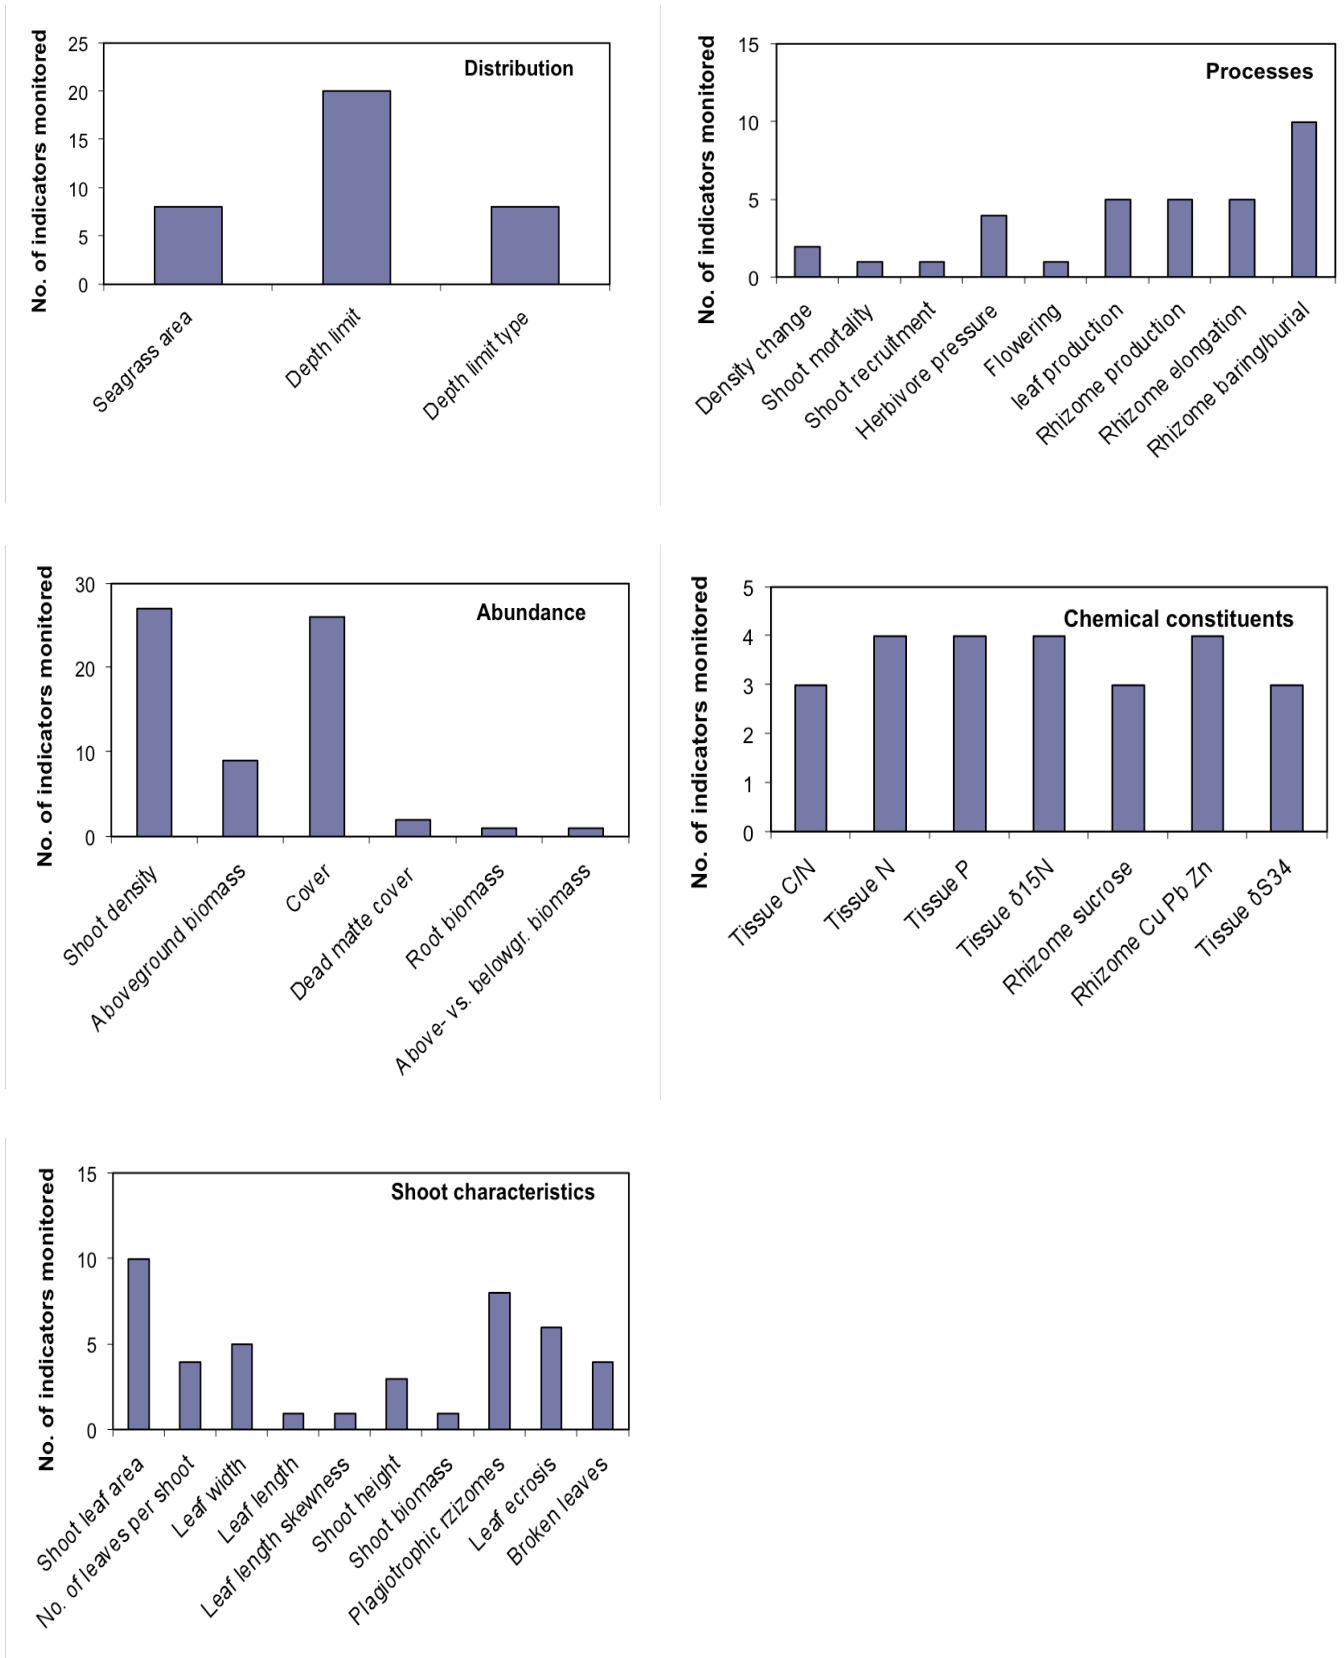 No. of indicators monitored
25
20
15
10
5
0
Distribution
Seagrass area
Depth limit
Depth limit type
No. of indicators monitored
15
10
5
0
Processes
Density change
Shoot mortality
Shoot recruitment
Herbivore pressure
Flowering
leaf production
Rhizome production
Rhizome elongation
Rhizome baring/burial
No. of indicators monitored
30
20
10
0
Abundance
Shoot density
Aboveground biomass
Cover
Dead matte cover
Root biomass
Above- vs. belowgr. biomass
No. of indicators monitored
5
4
3
2
1
0
Chemical constituents
Tissue C/N
Tissue N
Tissue P
Tissue δ15N
Rhizome sucrose
Rhizome Cu Pb Zn
Tissue δS34
No. of indicators monitored
15
10
5
0
Shoot characteristics
Shoot leaf area
No. of leaves per shoot
Leaf width
Leaf length
Leaf length skewness
Shoot height
Shoot biomass
Plagiotrophic rzizomes
Leaf ecrosis
Broken leaves